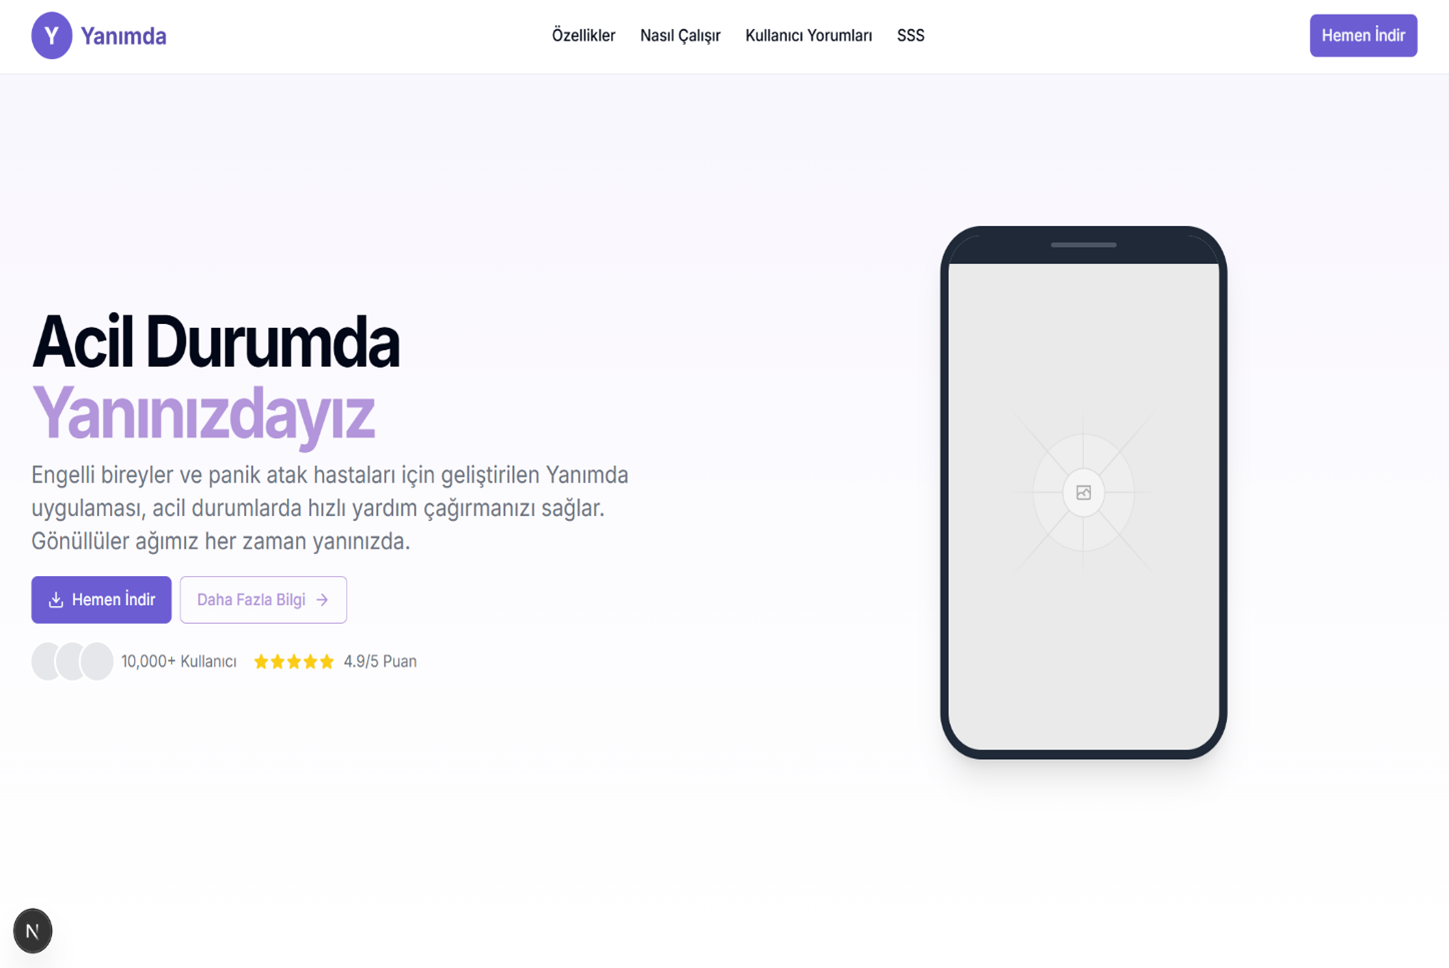 Y Yanımda
Özellikler Nasıl Çalışır Kullanıcı Yorumları SSS
Hemen İndir
Acil Durumda
Yanınızdayız
Engelli bireyler ve panik atak hastaları için geliştirilen Yanımda
uygulaması, acil durumlarda hızlı yardım çağırmanızı sağlar.
Gönüllüler ağımız her zaman yanınızda.
Hemen İndir
Daha Fazla Bilgi
10,000+ Kullanıcı
4.9/5 Puan
N